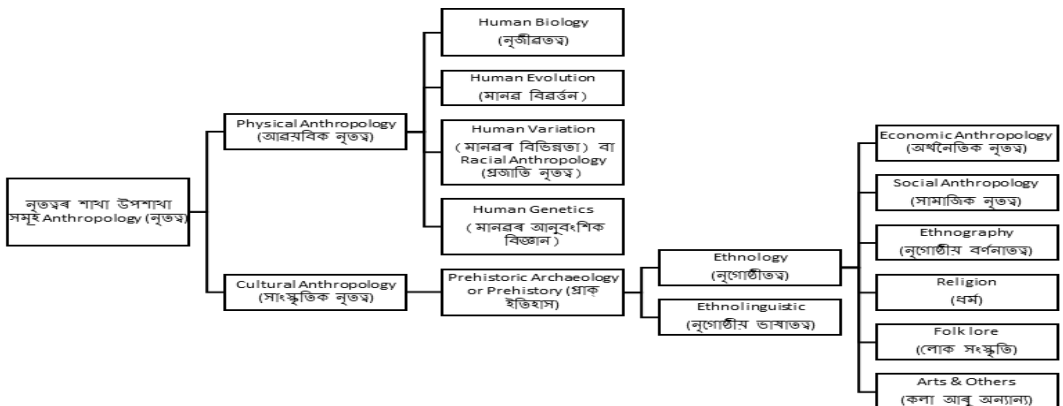 নৃতত্বৰ শাখা উপশাখা
সমূহ Anthropology (নৃতত্ব)
Physical Anthropology
(আৱয়বিক নৃতত্ব)
Human Biology
(নৃজীৱতত্ব)
Human Evolution
(মানৱ বিৱৰ্তন)
Human Variation
(মানৱৰ বিভিন্নতা) বা
Racial Anthropology
(প্ৰজাতি নৃতত্ব)
Human Genetics
(মানৱৰ আনুবংশিক
বিজ্ঞান)
Cultural Anthropology
(সাংস্কৃতিক নৃতত্ব)
Prehistoric Archaeology
or Prehistory (প্ৰাক্
ইতিহাস)
Ethnology
(নৃগোষ্ঠীতত্ব)
Ethnolinguistic
(নৃগোষ্ঠীয় ভাষাতত্ব)
Economic Anthropology
(অৰ্থনৈতিক নৃতত্ব)
Social Anthropology
(সামাজিক নৃতত্ব)
Ethnography
(নৃগোষ্ঠীয় বৰ্ণনাতত্ব)
Religion
(ধৰ্ম)
Folk lore
(লোক সংস্কৃতি)
Arts & Others
(কলা আৰু অন্যান্য)